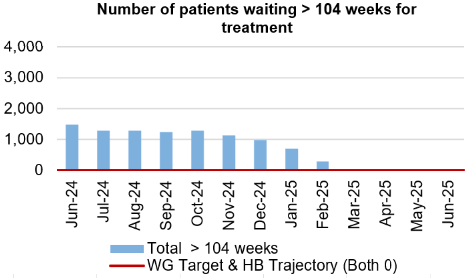 Number of patients waiting > 104 weeks for
treatment
4,000
3,000
2,000
1,000
0
Jun-24
Jul-24
Aug-24
Sep-24
Oct-24
Nov-24
Dec-24
Jan-25
Feb-25
Mar-25
Apr-25
May-25
Jun-25
Total > 104 weeks
WG Target & HB Trajectory (Both 0)